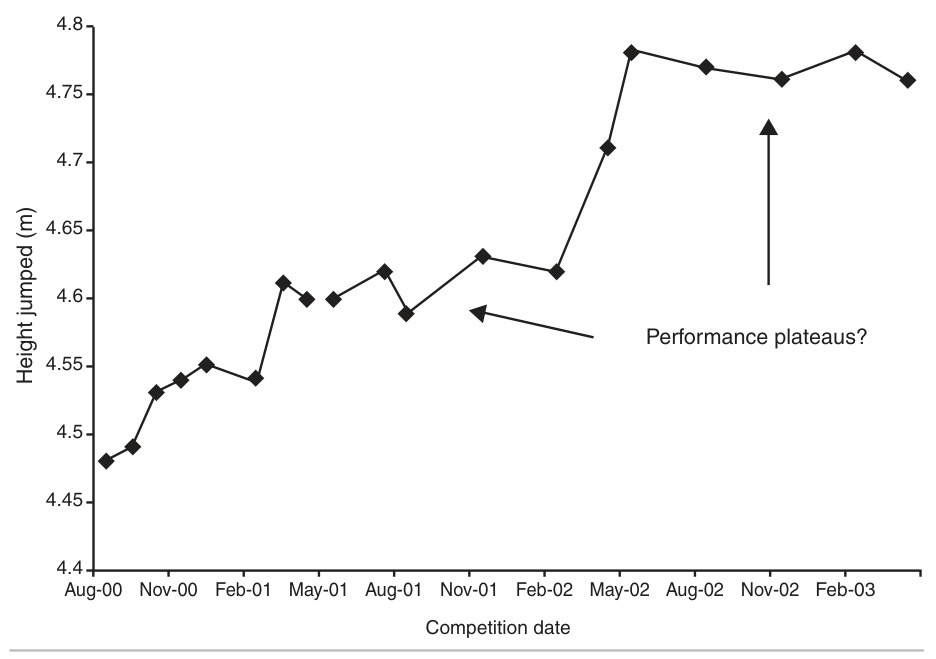 4.8
4.75
4.7
4.65
4.6
4.55
4.5
4.45
4.4
Height jumped (m)
Performance plateaus?
Aug-00 Nov-00 Feb-01 May-01 Aug-01 Nov-01 Feb-02 May-02 Aug-02 Nov-02 Feb-03
Competition date